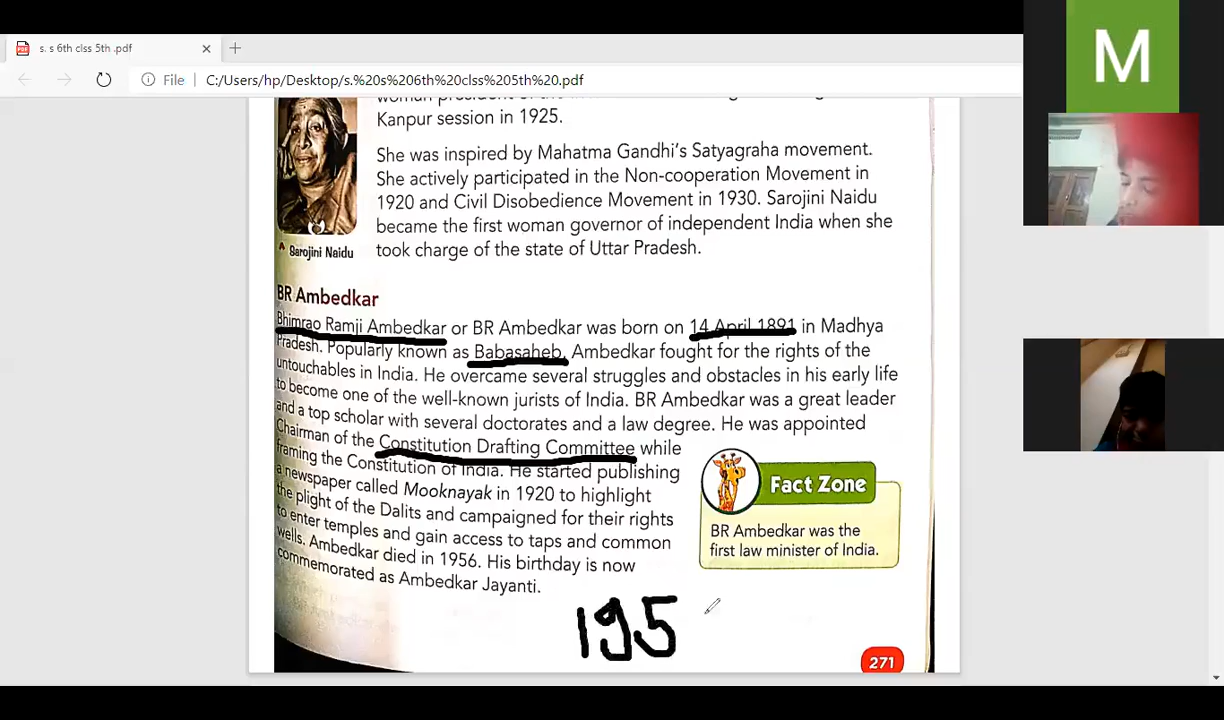 s. s 6th clss 5th .pdf
File C:/Users/hp/Desktop/s.%20s%206th%20clss%205th%20.pdf
M
woman president of the
Kanpur session in 1925.
She was inspired by Mahatma Gandhi's Satyagraha movement.
She actively participated in the Non-cooperation Movement in
1920 and Civil Disobedience Movement in 1930. Sarojini Naidu
became the first woman governor of independent India when she
took charge of the state of Uttar Pradesh.
Sarojini Naidu
BR Ambedkar
Bhimrao Ramji Ambedkar or BR Ambedkar was born on 14 April 1891 in Madhya
Pradesh. Popularly known as Babasaheb, Ambedkar fought for the rights of the
untouchables in India. He overcame several struggles and obstacles in his early life
to become one of the well-known jurists of India. BR Ambedkar was a great leader
and a top scholar with several doctorates and a law degree. He was appointed
Chairman of the Constitution Drafting Committee while
framing the Constitution of India. He started publishing
a newspaper called Mooknayak in 1920 to highlight
the plight of the Dalits and campaigned for their rights
to enter temples and gain access to taps and common
wells. Ambedkar died in 1956. His birthday is now
commemorated as Ambedkar Jayanti.
Fact Zone
BR Ambedkar was the
first law minister of India.
195
271